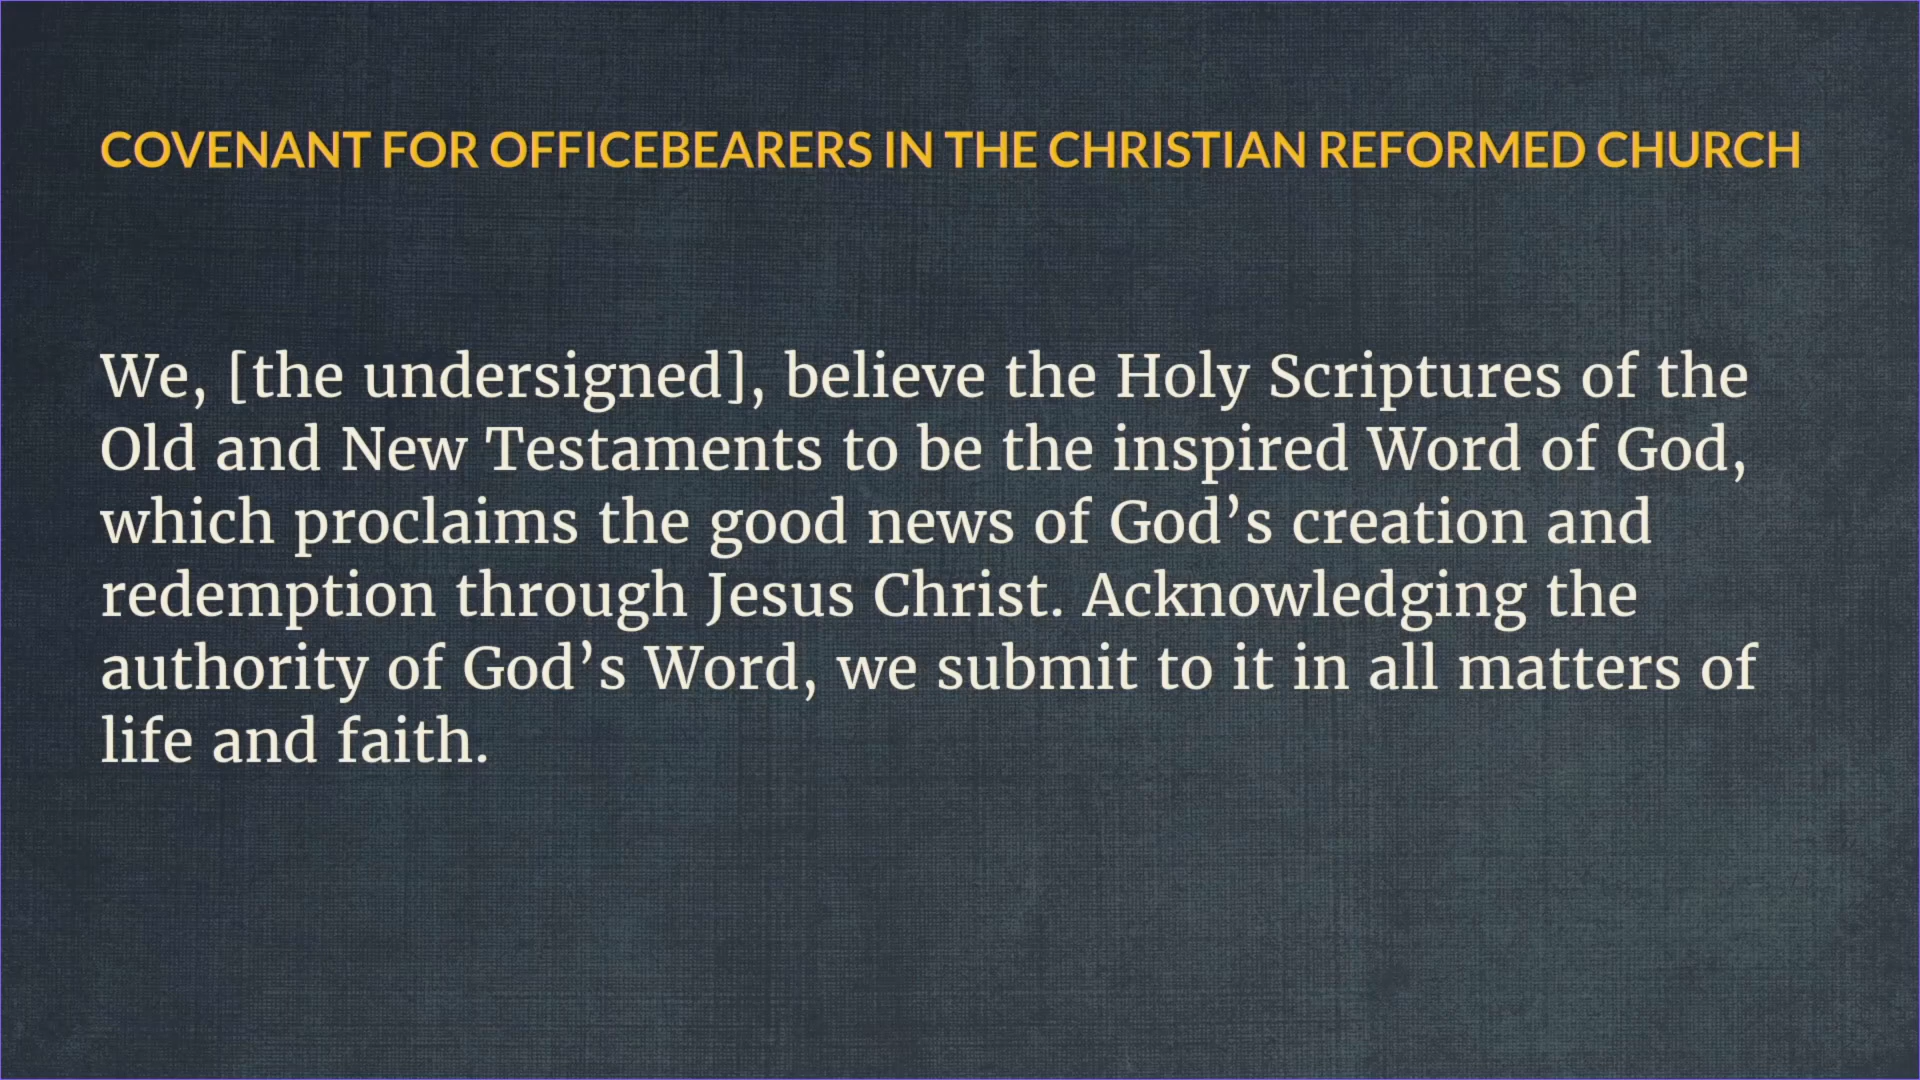 COVENANT FOR OFFICEBEARERS IN THE CHRISTIAN REFORMED CHURCH
We, [the undersigned], believe the Holy Scriptures of the
Old and New Testaments to be the inspired Word of God,
which proclaims the good news of God’s creation and
redemption through Jesus Christ. Acknowledging the
authority of God’s Word, we submit to it in all matters of
life and faith.